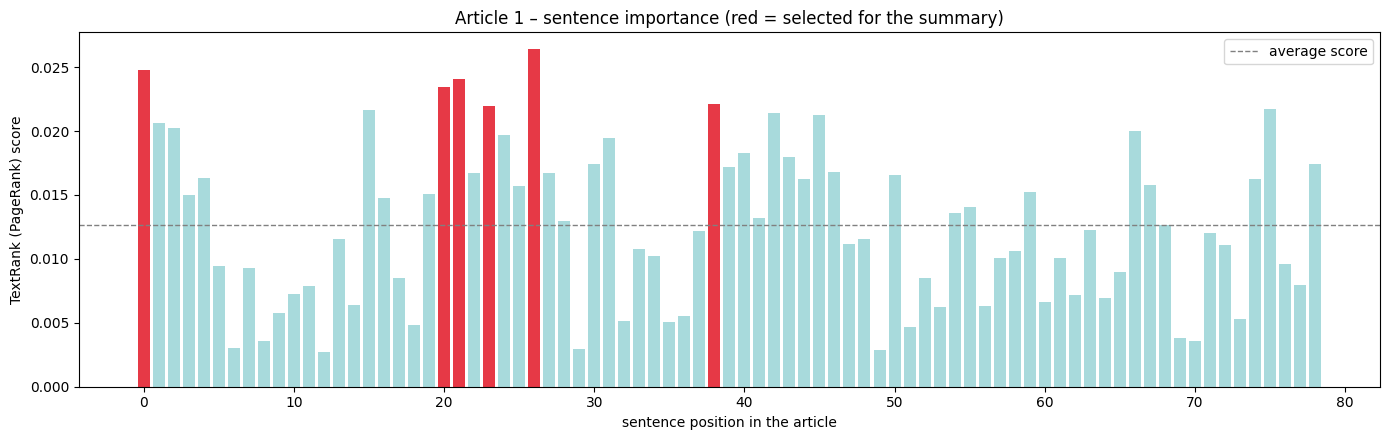 Article 1 – sentence importance (red = selected for the summary)
average score
TextRank (PageRank) score
0.025
0.020
0.015
0.010
0.005
0.000
0 10 20 30 40 50 60 70 80
sentence position in the article